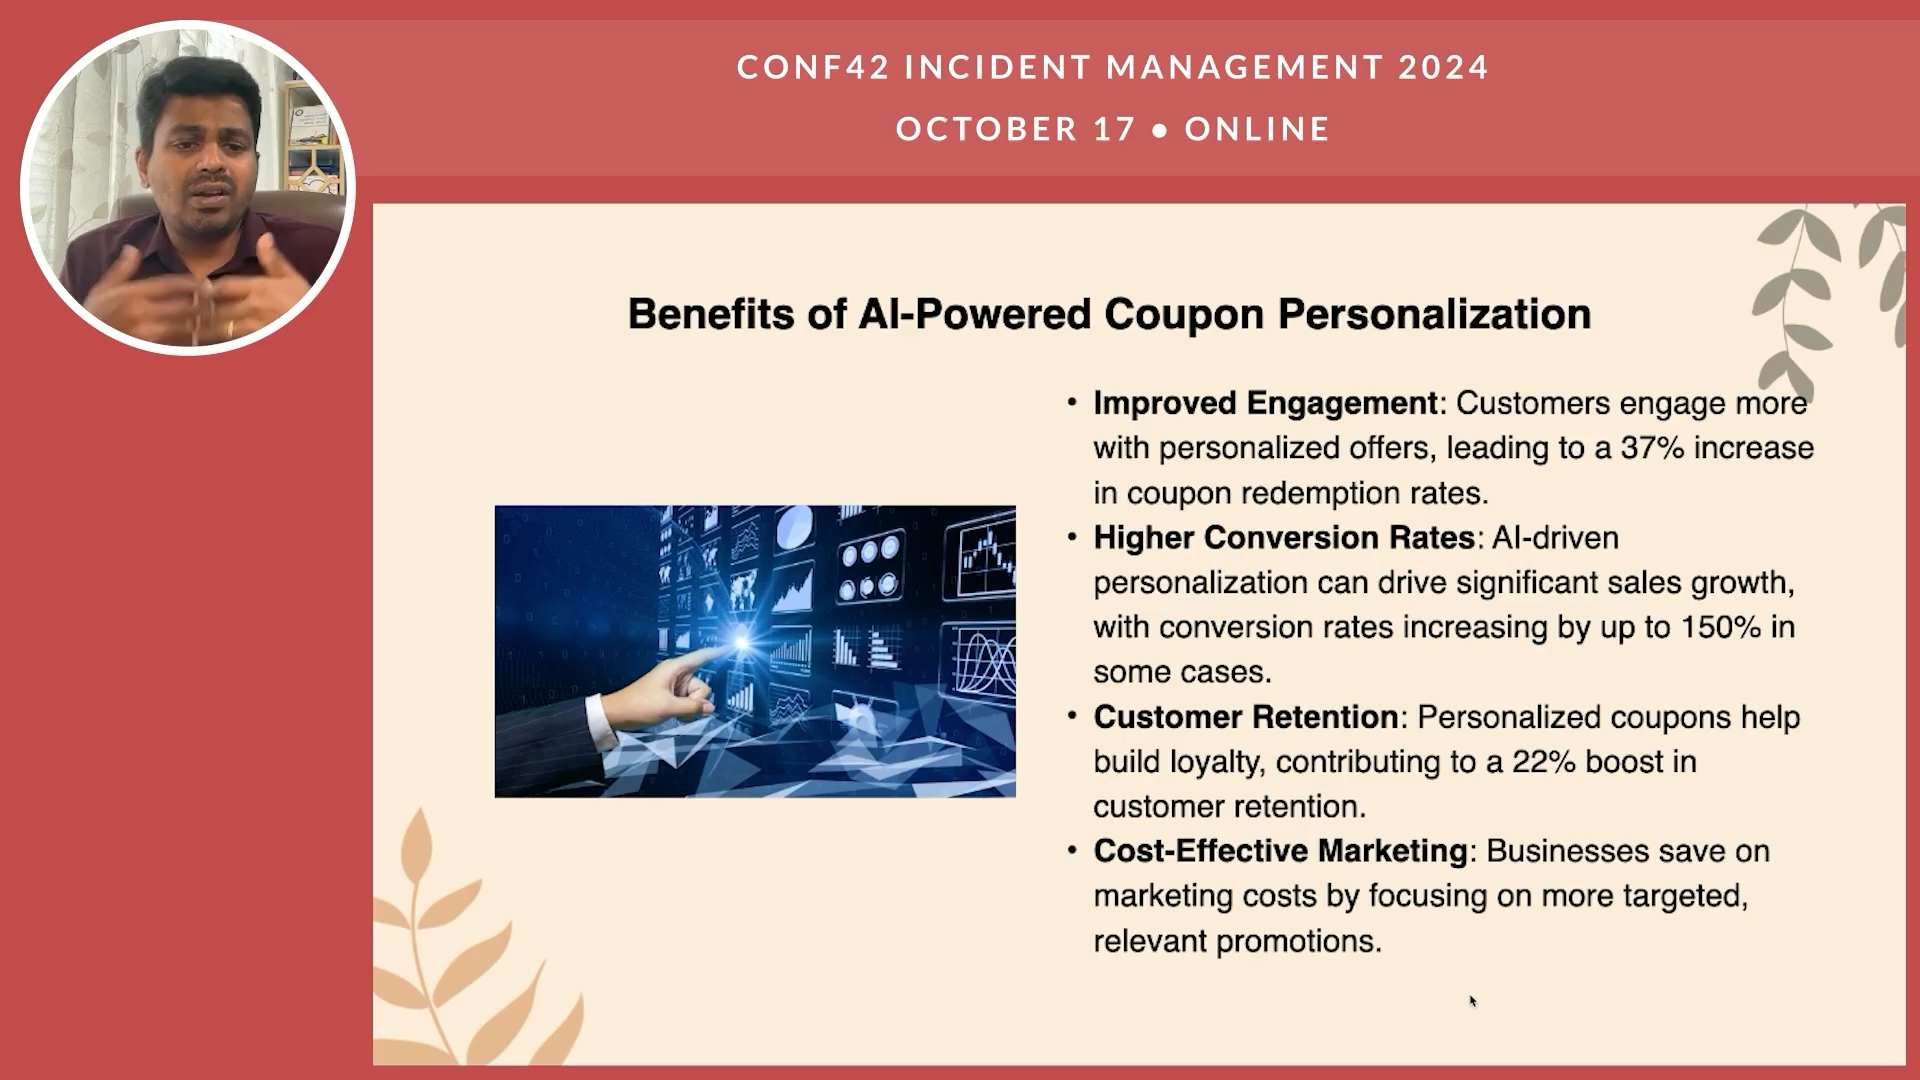 CONF42 INCIDENT MANAGEMENT 2024
OCTOBER 17 ● ONLINE
Benefits of AI-Powered Coupon Personalization
• Improved Engagement: Customers engage more
with personalized offers, leading to a 37% increase
in coupon redemption rates.
• Higher Conversion Rates: AI-driven
personalization can drive significant sales growth,
with conversion rates increasing by up to 150% in
some cases.
• Customer Retention: Personalized coupons help
build loyalty, contributing to a 22% boost in
customer retention.
• Cost-Effective Marketing: Businesses save on
marketing costs by focusing on more targeted,
relevant promotions.